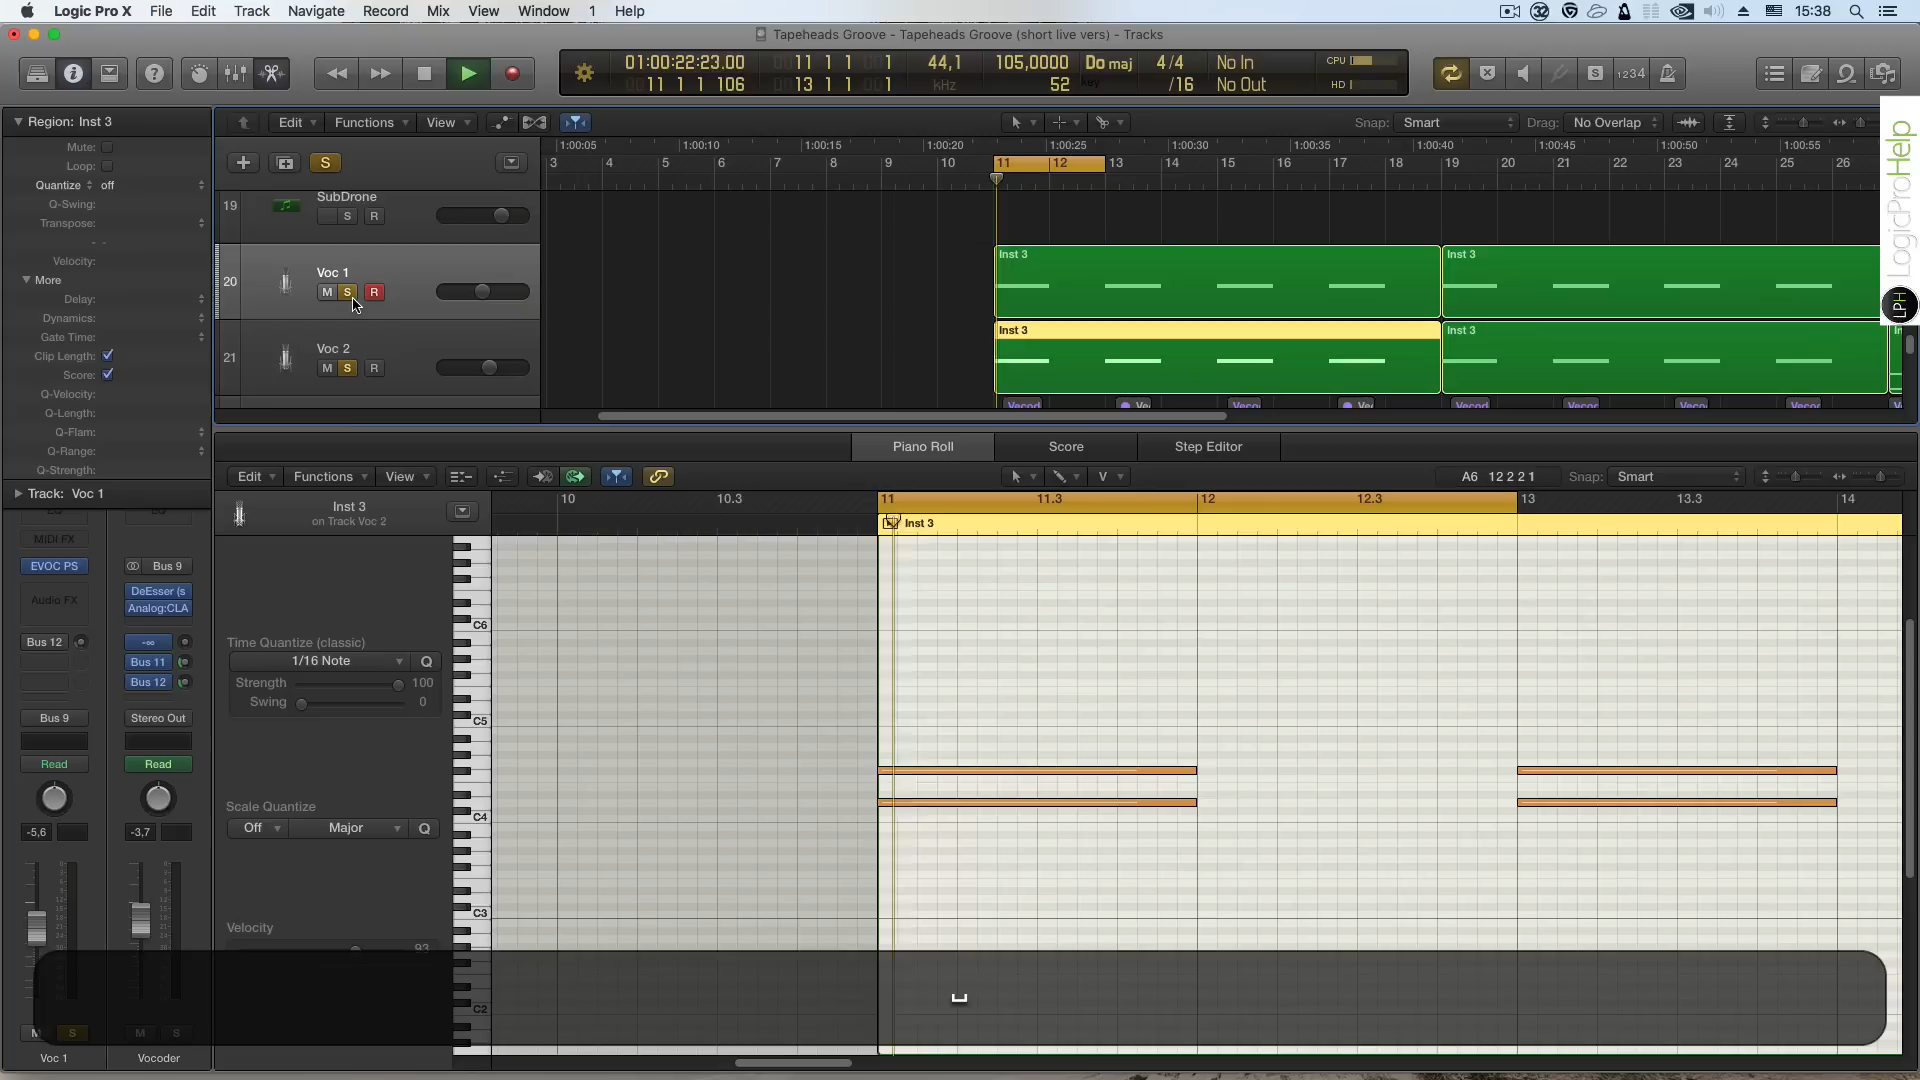 Logic Pro X File Edit Track Navigate Record Mix View Window 1 Help 15:38
Tapeheads Groove - Tapeheads Groove (short live vers) - Tracks
01:00:22:23.00 11 1 1 1 44,1 105,0000 Do maj 4/4 No In CPU
11 1 1 106 13 1 1 1 kHz 52 key /16 No Out HD
1234
Region: Inst 3
Edit Functions View Snap: Smart Drag: No Overlap
Mute:
Loop:
Quantize off
Q-Swing:
Transpose:
Velocity:
More
Delay:
Dynamics:
Gate Time:
Clip Length:
Score:
Q-Velocity:
Q-Length:
Q-Flam:
Q-Range:
Q-Strength:
S
1:00:05 1:00:10 1:00:15 1:00:20 1:00:25 1:00:30 1:00:35 1:00:40 1:00:45 1:00:50 1:00:55
3 4 5 6 7 8 9 10 11 12 13 14 15 16 17 18 19 20 21 22 23 24 25 26
19 SubDrone
S R
20 Voc 1
M S R
Inst 3 Inst 3
21 Voc 2
M S R
Inst 3 Inst 3
LogicProHelp
LPH
Piano Roll Score Step Editor
Edit Functions View V A6 12 2 2 1 Snap: Smart
Track: Voc 1
10 10.3 11 11.3 12 12.3 13 13.3 14
Inst 3
on Track Voc 2
Inst 3
MIDI FX
EVOC PS Bus 9
Audio FX DeEsser (s
Analog:CLA
Bus 12 -∞
Bus 11
Bus 12
Bus 9 Stereo Out
Read Read
-5,6 -3,7
Time Quantize (classic)
1/16 Note Q
Strength 100
Swing 0
Scale Quantize
Off Major Q
Velocity
93
C6
C5
C4
C3
C2
M S M S
Voc 1 Vocoder